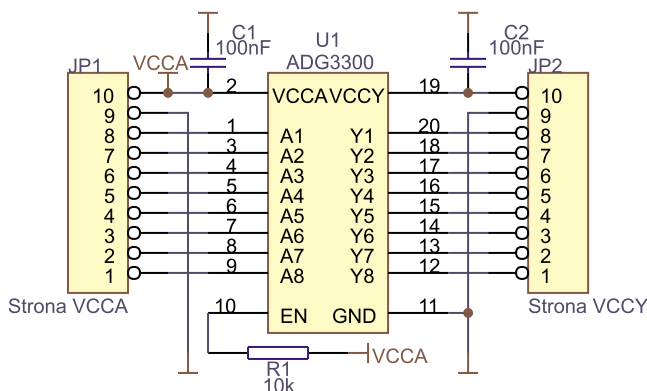 C1
100nF
U1
ADG3300
C2
100nF
JP1
VCCA
JP2
10 2 VCCA VCCY 19 10
9 9
8 1 A1 Y1 20 8
7 3 A2 Y2 18 7
6 4 A3 Y3 17 6
5 5 A4 Y4 16 5
4 6 A5 Y5 15 4
3 7 A6 Y6 14 3
2 8 A7 Y7 13 2
1 9 A8 Y8 12 1
Strona VCCA
10 EN GND 11
Strona VCCY
VCCA
R1
10k